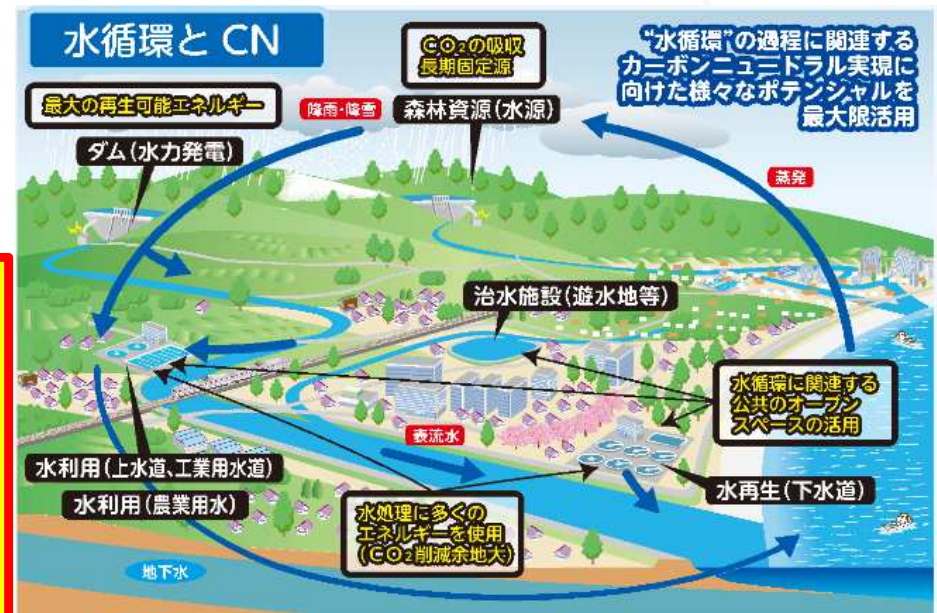 水循環と CN
CO₂の吸収
長期固定源
“水循環”の過程に関連する
カーボンニュートラル実現に
向けた様々なポテンシャルを
最大限活用
最大の再生可能エネルギー
降雨・降雪
森林資源（水源）
ダム（水力発電）
蒸発
治水施設（遊水地等）
水循環に関連する
公共のオープン
スペースの活用
表流水
水利用（上水道、工業用水道）
水利用（農業用水）
水再生（下水道）
水処理に多くの
エネルギーを使用
（CO₂削減余地大）
地下水